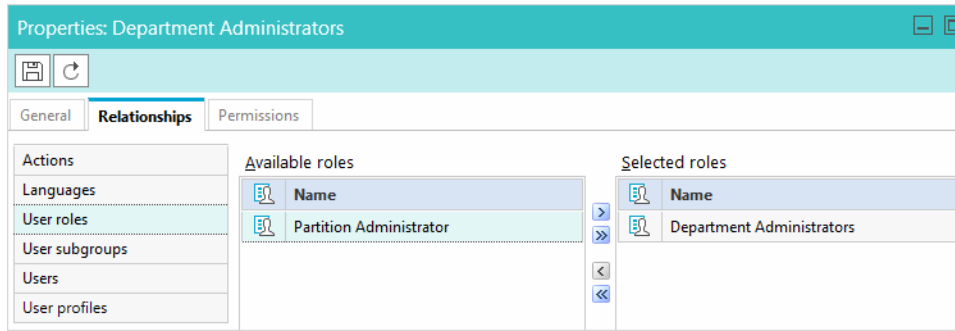 Properties: Department Administrators
General Relationships Permissions
Actions
Languages
User roles
User subgroups
Users
User profiles
Available roles
Name
Partition Administrator
Selected roles
Name
Department Administrators